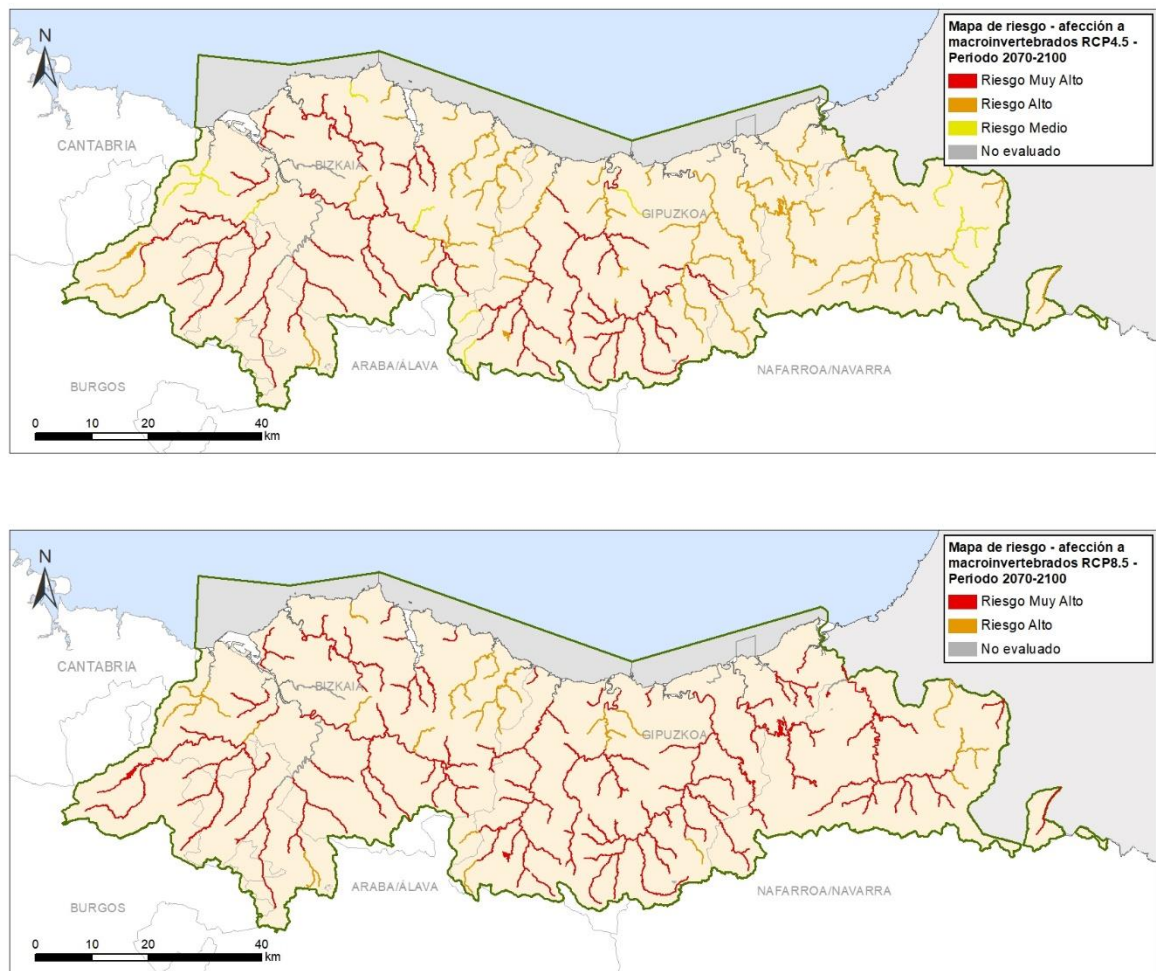 Mapa de riesgo - afección a
macroinvertebrados RCP4.5 -
Periodo 2070-2100
Riesgo Muy Alto
Riesgo Alto
Riesgo Medio
No evaluado
N
CANTABRIA
BIZKAIA
GIPUZKOA
ARABA/ÁLAVA
NAFARROA/NAVARRA
BURGOS
0 10 20 40
km
Mapa de riesgo - afección a
macroinvertebrados RCP8.5 -
Periodo 2070-2100
Riesgo Muy Alto
Riesgo Alto
No evaluado
N
CANTABRIA
BIZKAIA
GIPUZKOA
ARABA/ÁLAVA
NAFARROA/NAVARRA
BURGOS
0 10 20 40
km